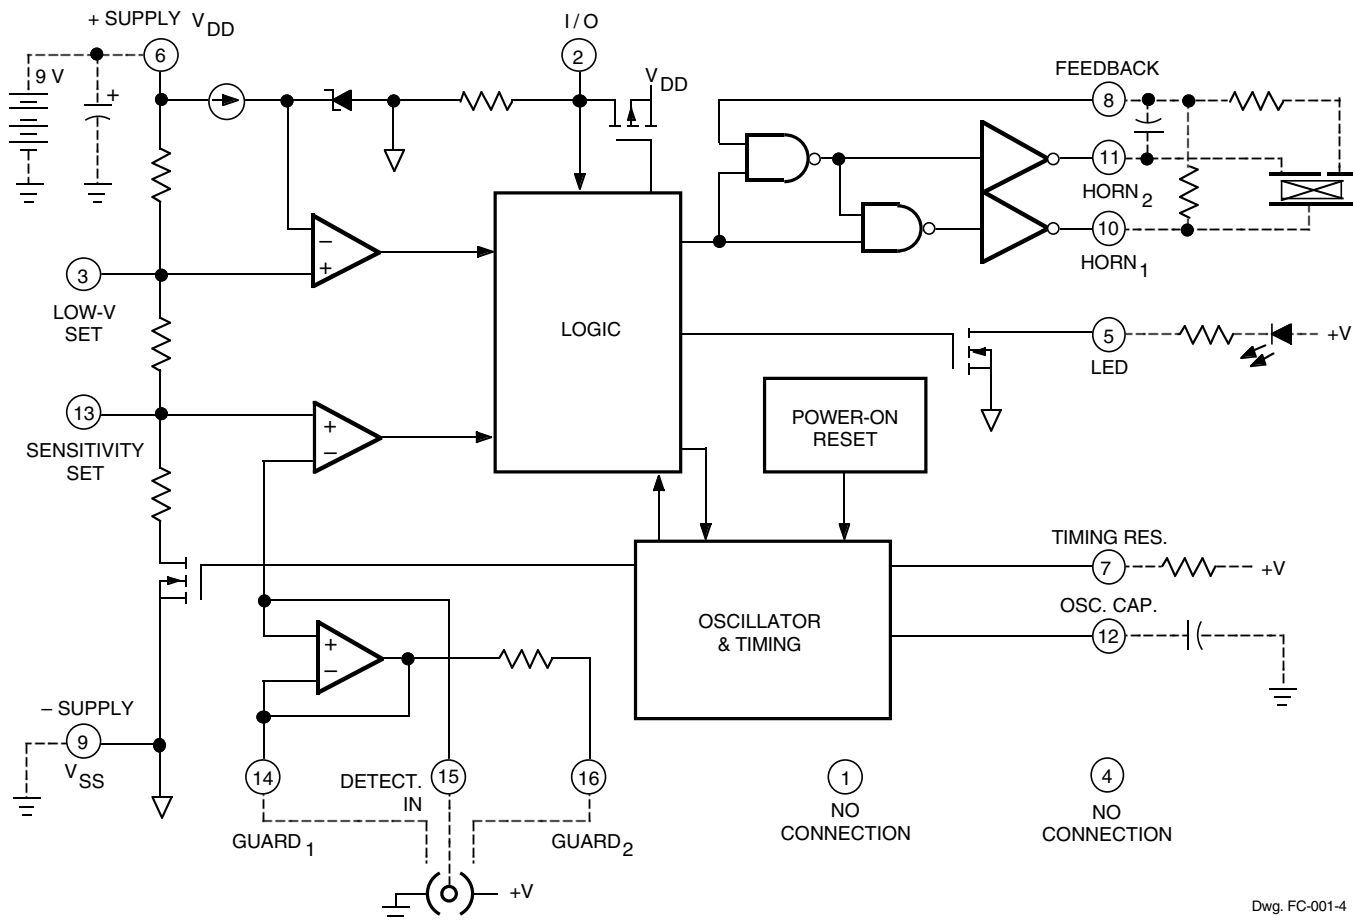 + SUPPLY V DD
6
9 V
+
I / O
2
V DD
FEEDBACK
8
11
HORN 2
10
HORN 1
−
+
3
LOW-V
SET
LOGIC
5
LED
+V
13
SENSITIVITY
SET
+
−
POWER-ON
RESET
TIMING RES.
7
+V
OSC. CAP.
12
OSCILLATOR
& TIMING
+
−
− SUPPLY
9
V SS
14
GUARD 1
DETECT.
IN
15
16
GUARD 2
+V
1
NO
CONNECTION
4
NO
CONNECTION
Dwg. FC-001-4